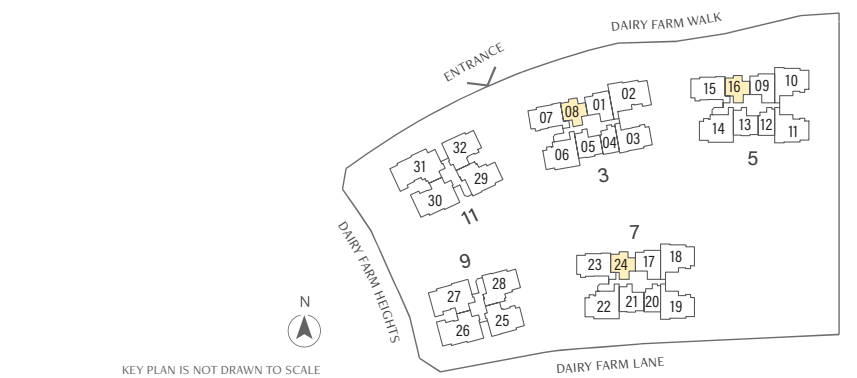 DAIRY FARM WALK
ENTRANCE
15 16 09 10
14 13 12 11
5
07 08 01 02
06 05 04 03
3
31 32
30 29
11
7
23 24 17 18
22 21 20 19
9
27 28
26 25
DAIRY FARM HEIGHTS
N
DAIRY FARM LANE
KEY PLAN IS NOT DRAWN TO SCALE